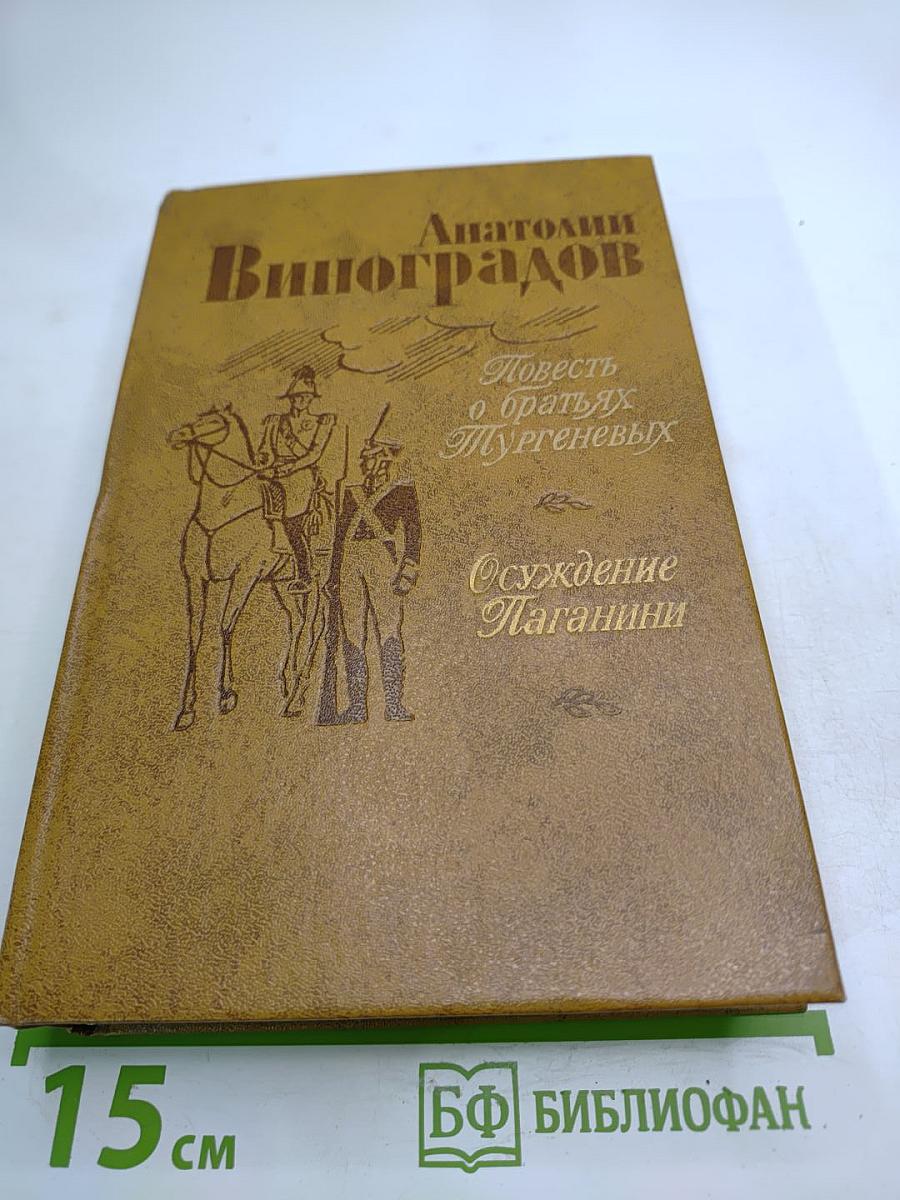 Анатолий
Виноградов
Повесть
о братьях
Тургеневых
Осуждение
Паганини
15 см
БФ БИБЛИОФАН